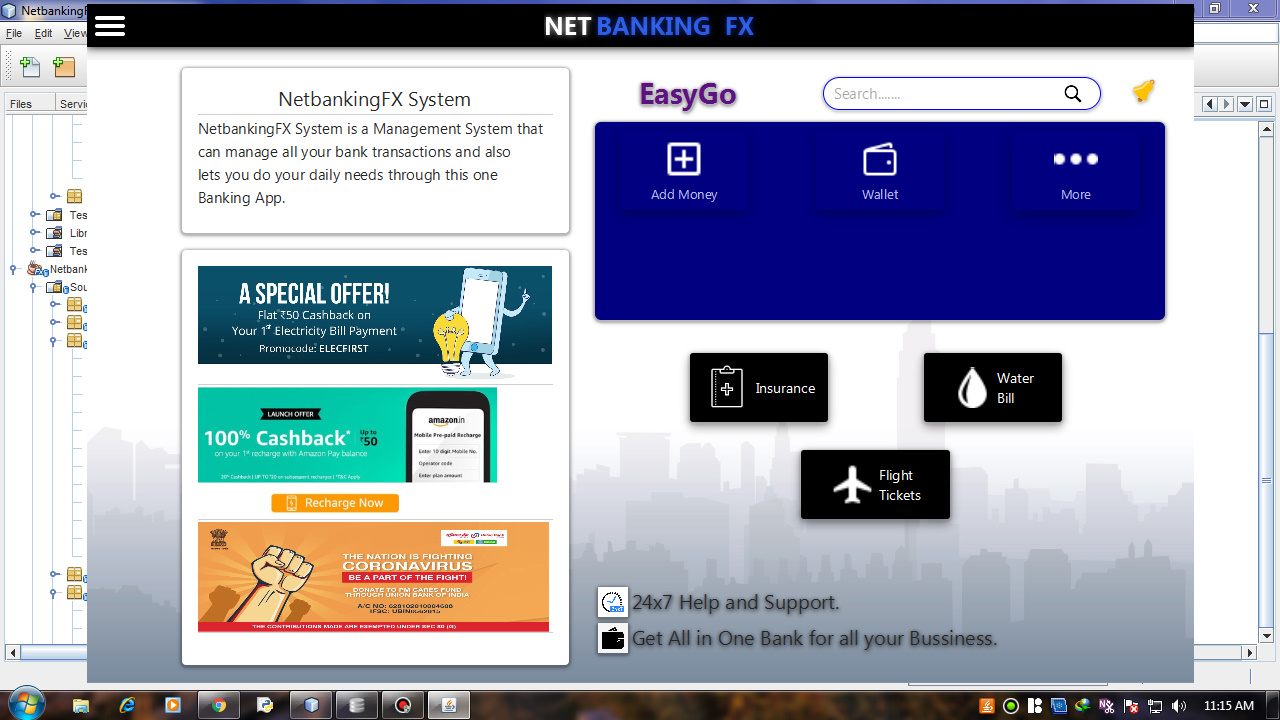 NetbankingFX
File Edit View
NET BANKING FX
Files
NetbankingFX System
NetbankingFX System is a Management System that
can manage all your bank transactions and also
lets you do your daily needs through this one
Banking App.
EasyGo
Search.......
Add Money
Wallet
More
A SPECIAL OFFER!
Flat ₹50 Cashback on
Your 1st Electricity Bill Payment
Promocode: ELECFIRST
LAUNCH OFFER
100% Cashback* Up to ₹50
on your 1st recharge with Amazon Pay balance
amazon.in
Mobile Pre-paid Recharge
Enter 10 digit Mobile No.
Operator code
Enter plan amount
Recharge Now
THE NATION IS FIGHTING
CORONAVIRUS
BE A PART OF THE FIGHT!
DONATE TO PM CARES FUND
THROUGH UNION BANK OF INDIA
THE CONTRIBUTIONS MADE ARE EXEMPTED UNDER SEC 80 (G)
Insurance
Water
Bill
Flight
Tickets
24x7 Help and Support.
Get All in One Bank for all your Bussiness.
11:15 AM